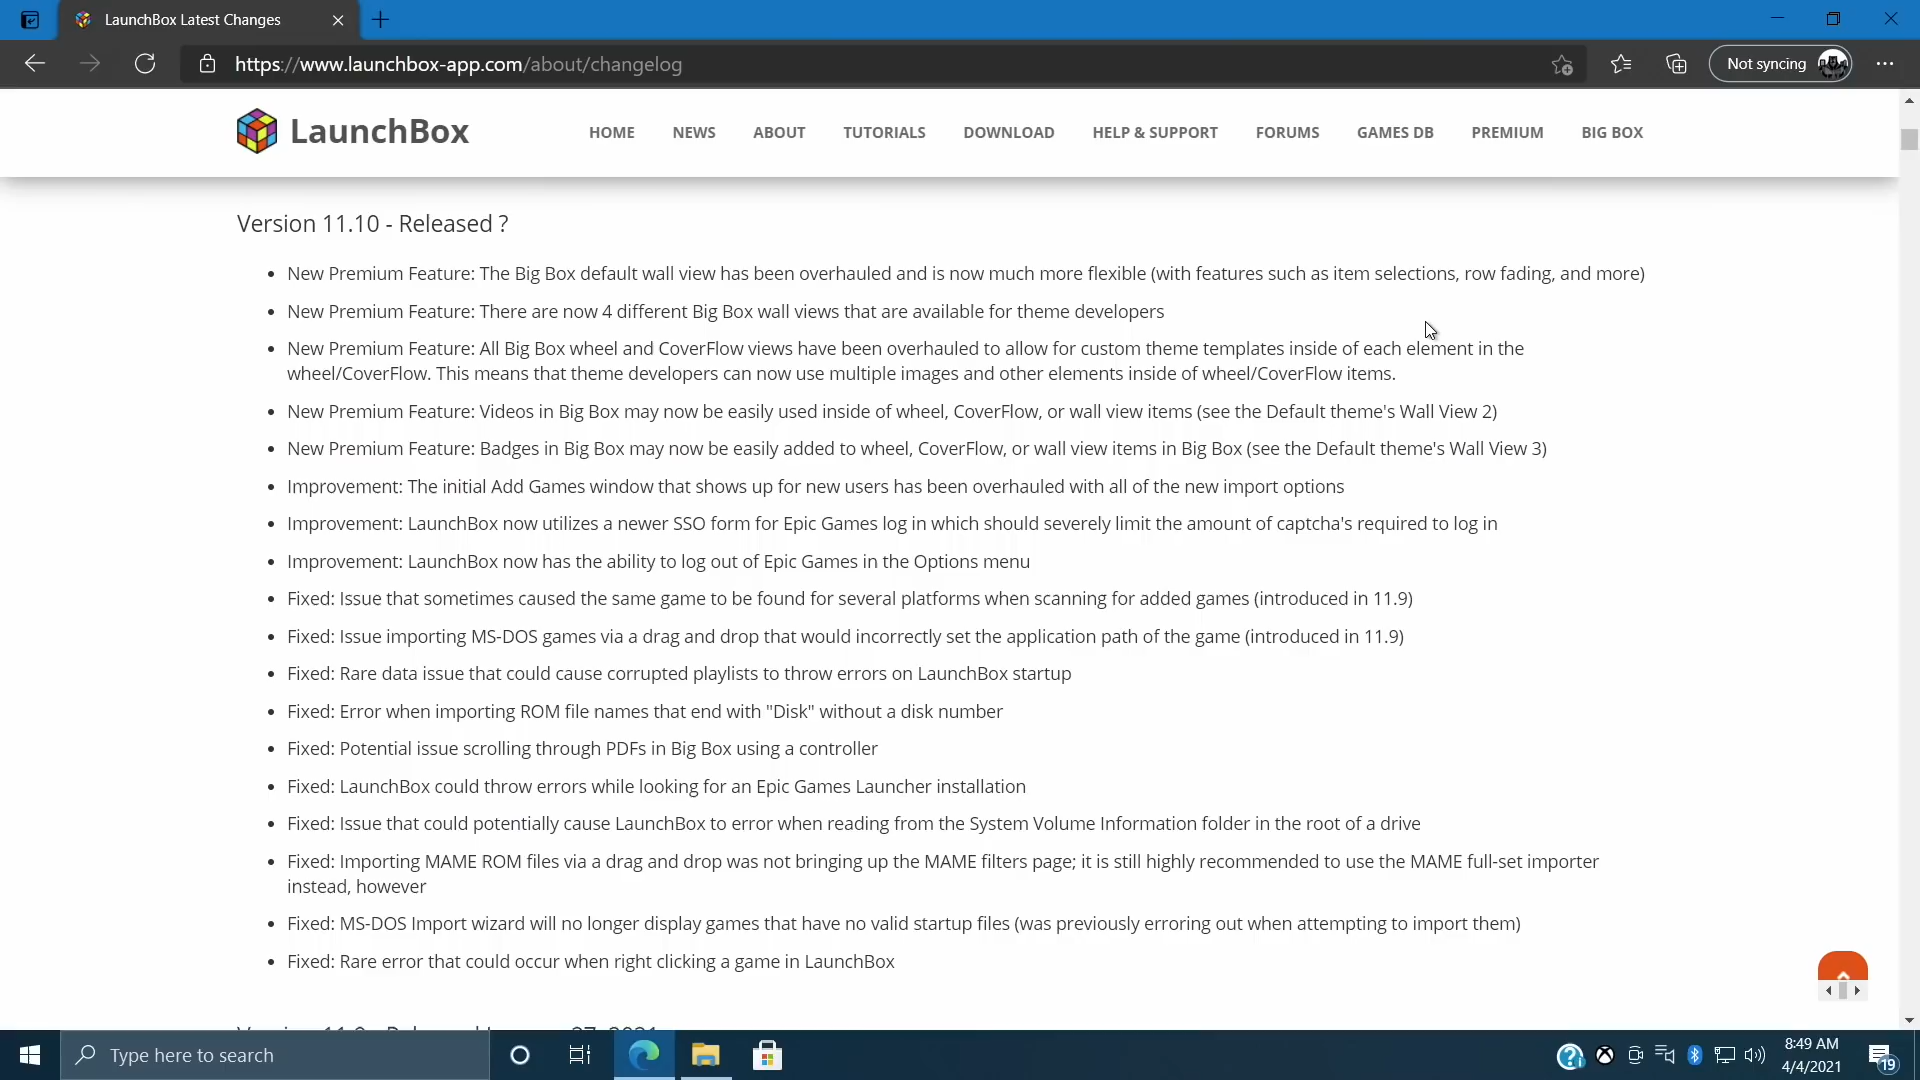 LaunchBox Latest Changes
https://www.launchbox-app.com/about/changelog
Not syncing
LaunchBox
HOME NEWS ABOUT TUTORIALS DOWNLOAD HELP & SUPPORT FORUMS GAMES DB PREMIUM BIG BOX
Version 11.10 - Released ?
• New Premium Feature: The Big Box default wall view has been overhauled and is now much more flexible (with features such as item selections, row fading, and more)
• New Premium Feature: There are now 4 different Big Box wall views that are available for theme developers
• New Premium Feature: All Big Box wheel and CoverFlow views have been overhauled to allow for custom theme templates inside of each element in the
wheel/CoverFlow. This means that theme developers can now use multiple images and other elements inside of wheel/CoverFlow items.
• New Premium Feature: Videos in Big Box may now be easily used inside of wheel, CoverFlow, or wall view items (see the Default theme's Wall View 2)
• New Premium Feature: Badges in Big Box may now be easily added to wheel, CoverFlow, or wall view items in Big Box (see the Default theme's Wall View 3)
• Improvement: The initial Add Games window that shows up for new users has been overhauled with all of the new import options
• Improvement: LaunchBox now utilizes a newer SSO form for Epic Games log in which should severely limit the amount of captcha's required to log in
• Improvement: LaunchBox now has the ability to log out of Epic Games in the Options menu
• Fixed: Issue that sometimes caused the same game to be found for several platforms when scanning for added games (introduced in 11.9)
• Fixed: Issue importing MS-DOS games via a drag and drop that would incorrectly set the application path of the game (introduced in 11.9)
• Fixed: Rare data issue that could cause corrupted playlists to throw errors on LaunchBox startup
• Fixed: Error when importing ROM file names that end with "Disk" without a disk number
• Fixed: Potential issue scrolling through PDFs in Big Box using a controller
• Fixed: LaunchBox could throw errors while looking for an Epic Games Launcher installation
• Fixed: Issue that could potentially cause LaunchBox to error when reading from the System Volume Information folder in the root of a drive
• Fixed: Importing MAME ROM files via a drag and drop was not bringing up the MAME filters page; it is still highly recommended to use the MAME full-set importer
instead, however
• Fixed: MS-DOS Import wizard will no longer display games that have no valid startup files (was previously erroring out when attempting to import them)
• Fixed: Rare error that could occur when right clicking a game in LaunchBox
Type here to search
8:49 AM
4/4/2021
19